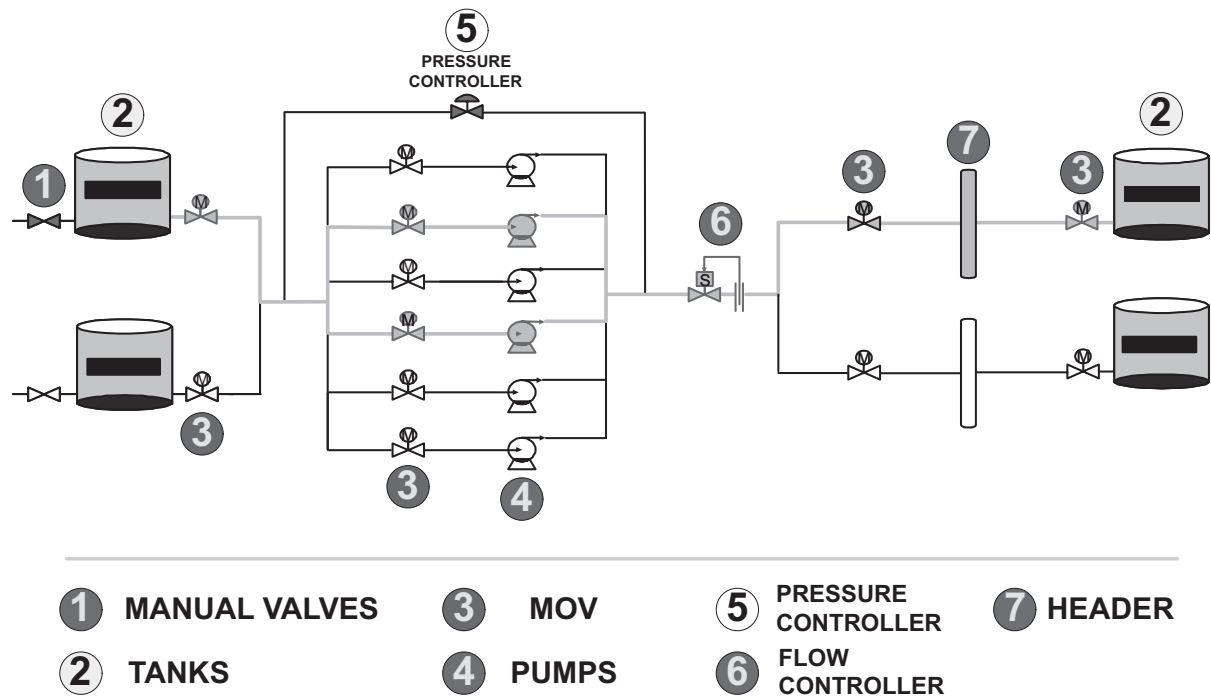 5
PRESSURE
CONTROLLER
2
2
7
1
M
M
3
3
M
M
M
6
S
M
M
M
M
M
M
M
3
M
3
4
1 MANUAL VALVES
3 MOV
5 PRESSURE
CONTROLLER
7 HEADER
2 TANKS
4 PUMPS
6 FLOW
CONTROLLER